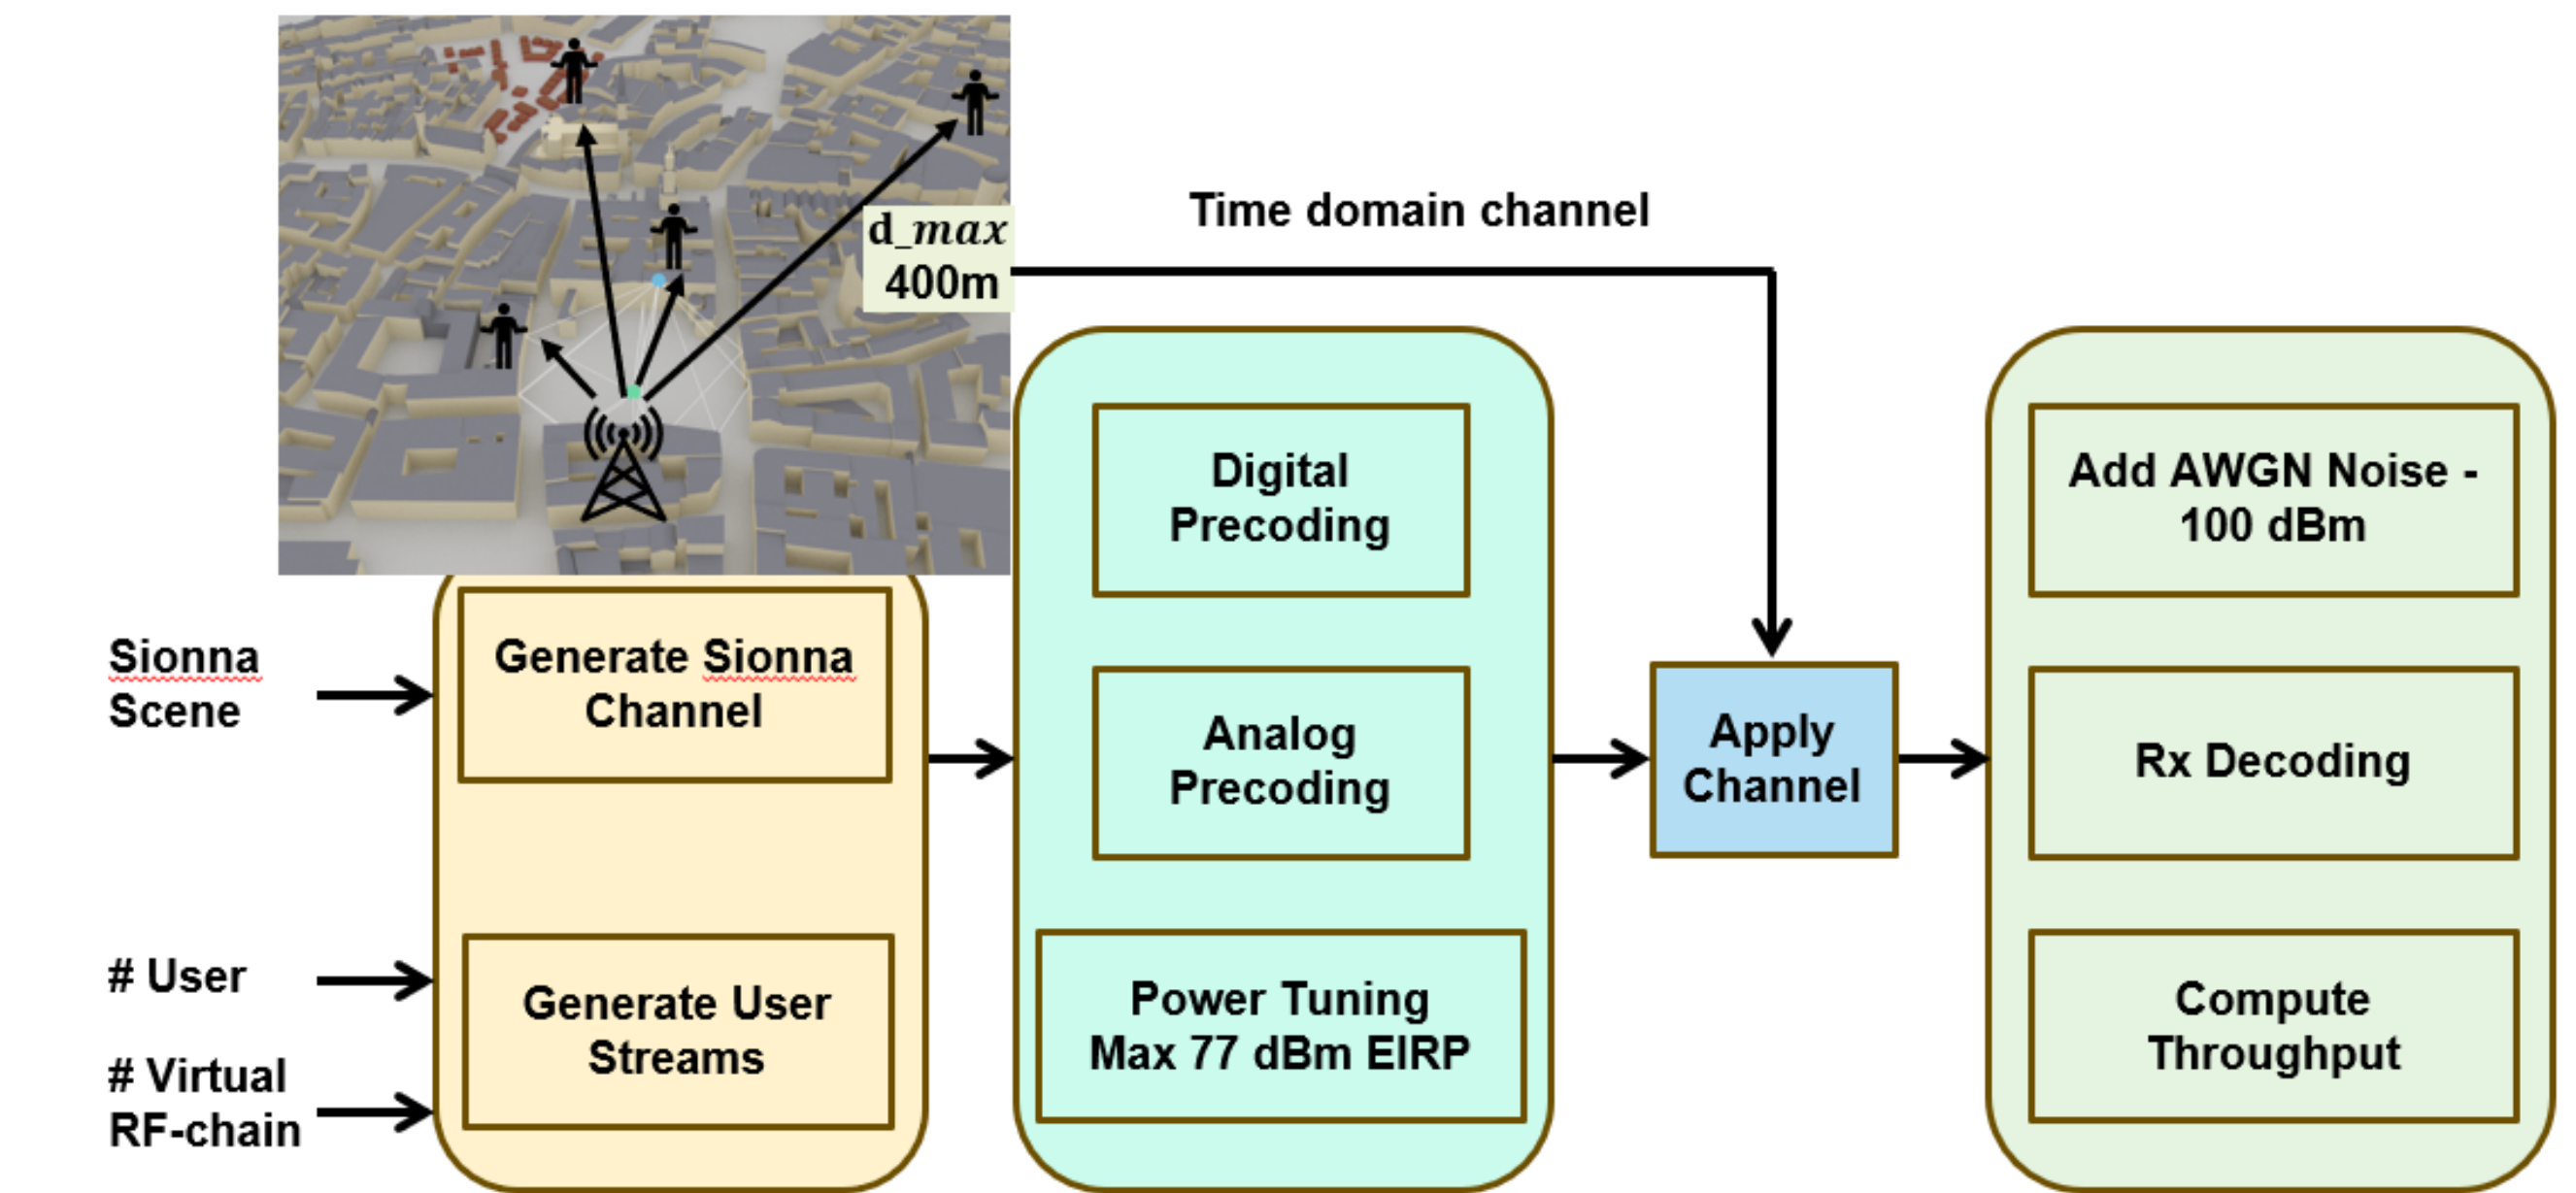 d_max
400m
Time domain channel
Sionna
Scene
# User
# Virtual
RF-chain
Generate Sionna
Channel
Generate User
Streams
Digital
Precoding
Analog
Precoding
Power Tuning
Max 77 dBm EIRP
Apply
Channel
Add AWGN Noise -
100 dBm
Rx Decoding
Compute
Throughput